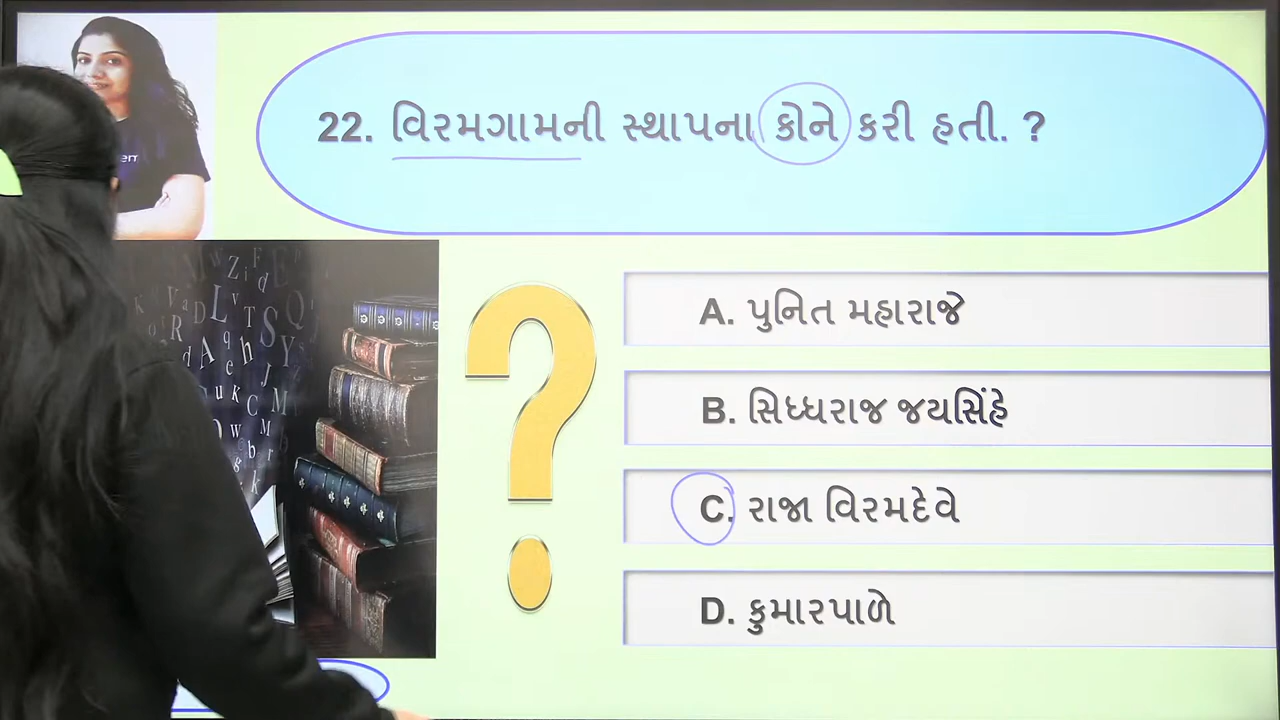 22. વિરમગામની સ્થાપના કોને કરી હતી. ?
A. પુનિત મહારાજે
B. સિધ્ધરાજ જયસિંહે
C. રાજા વિરમદેવે
D. કુમારપાળે